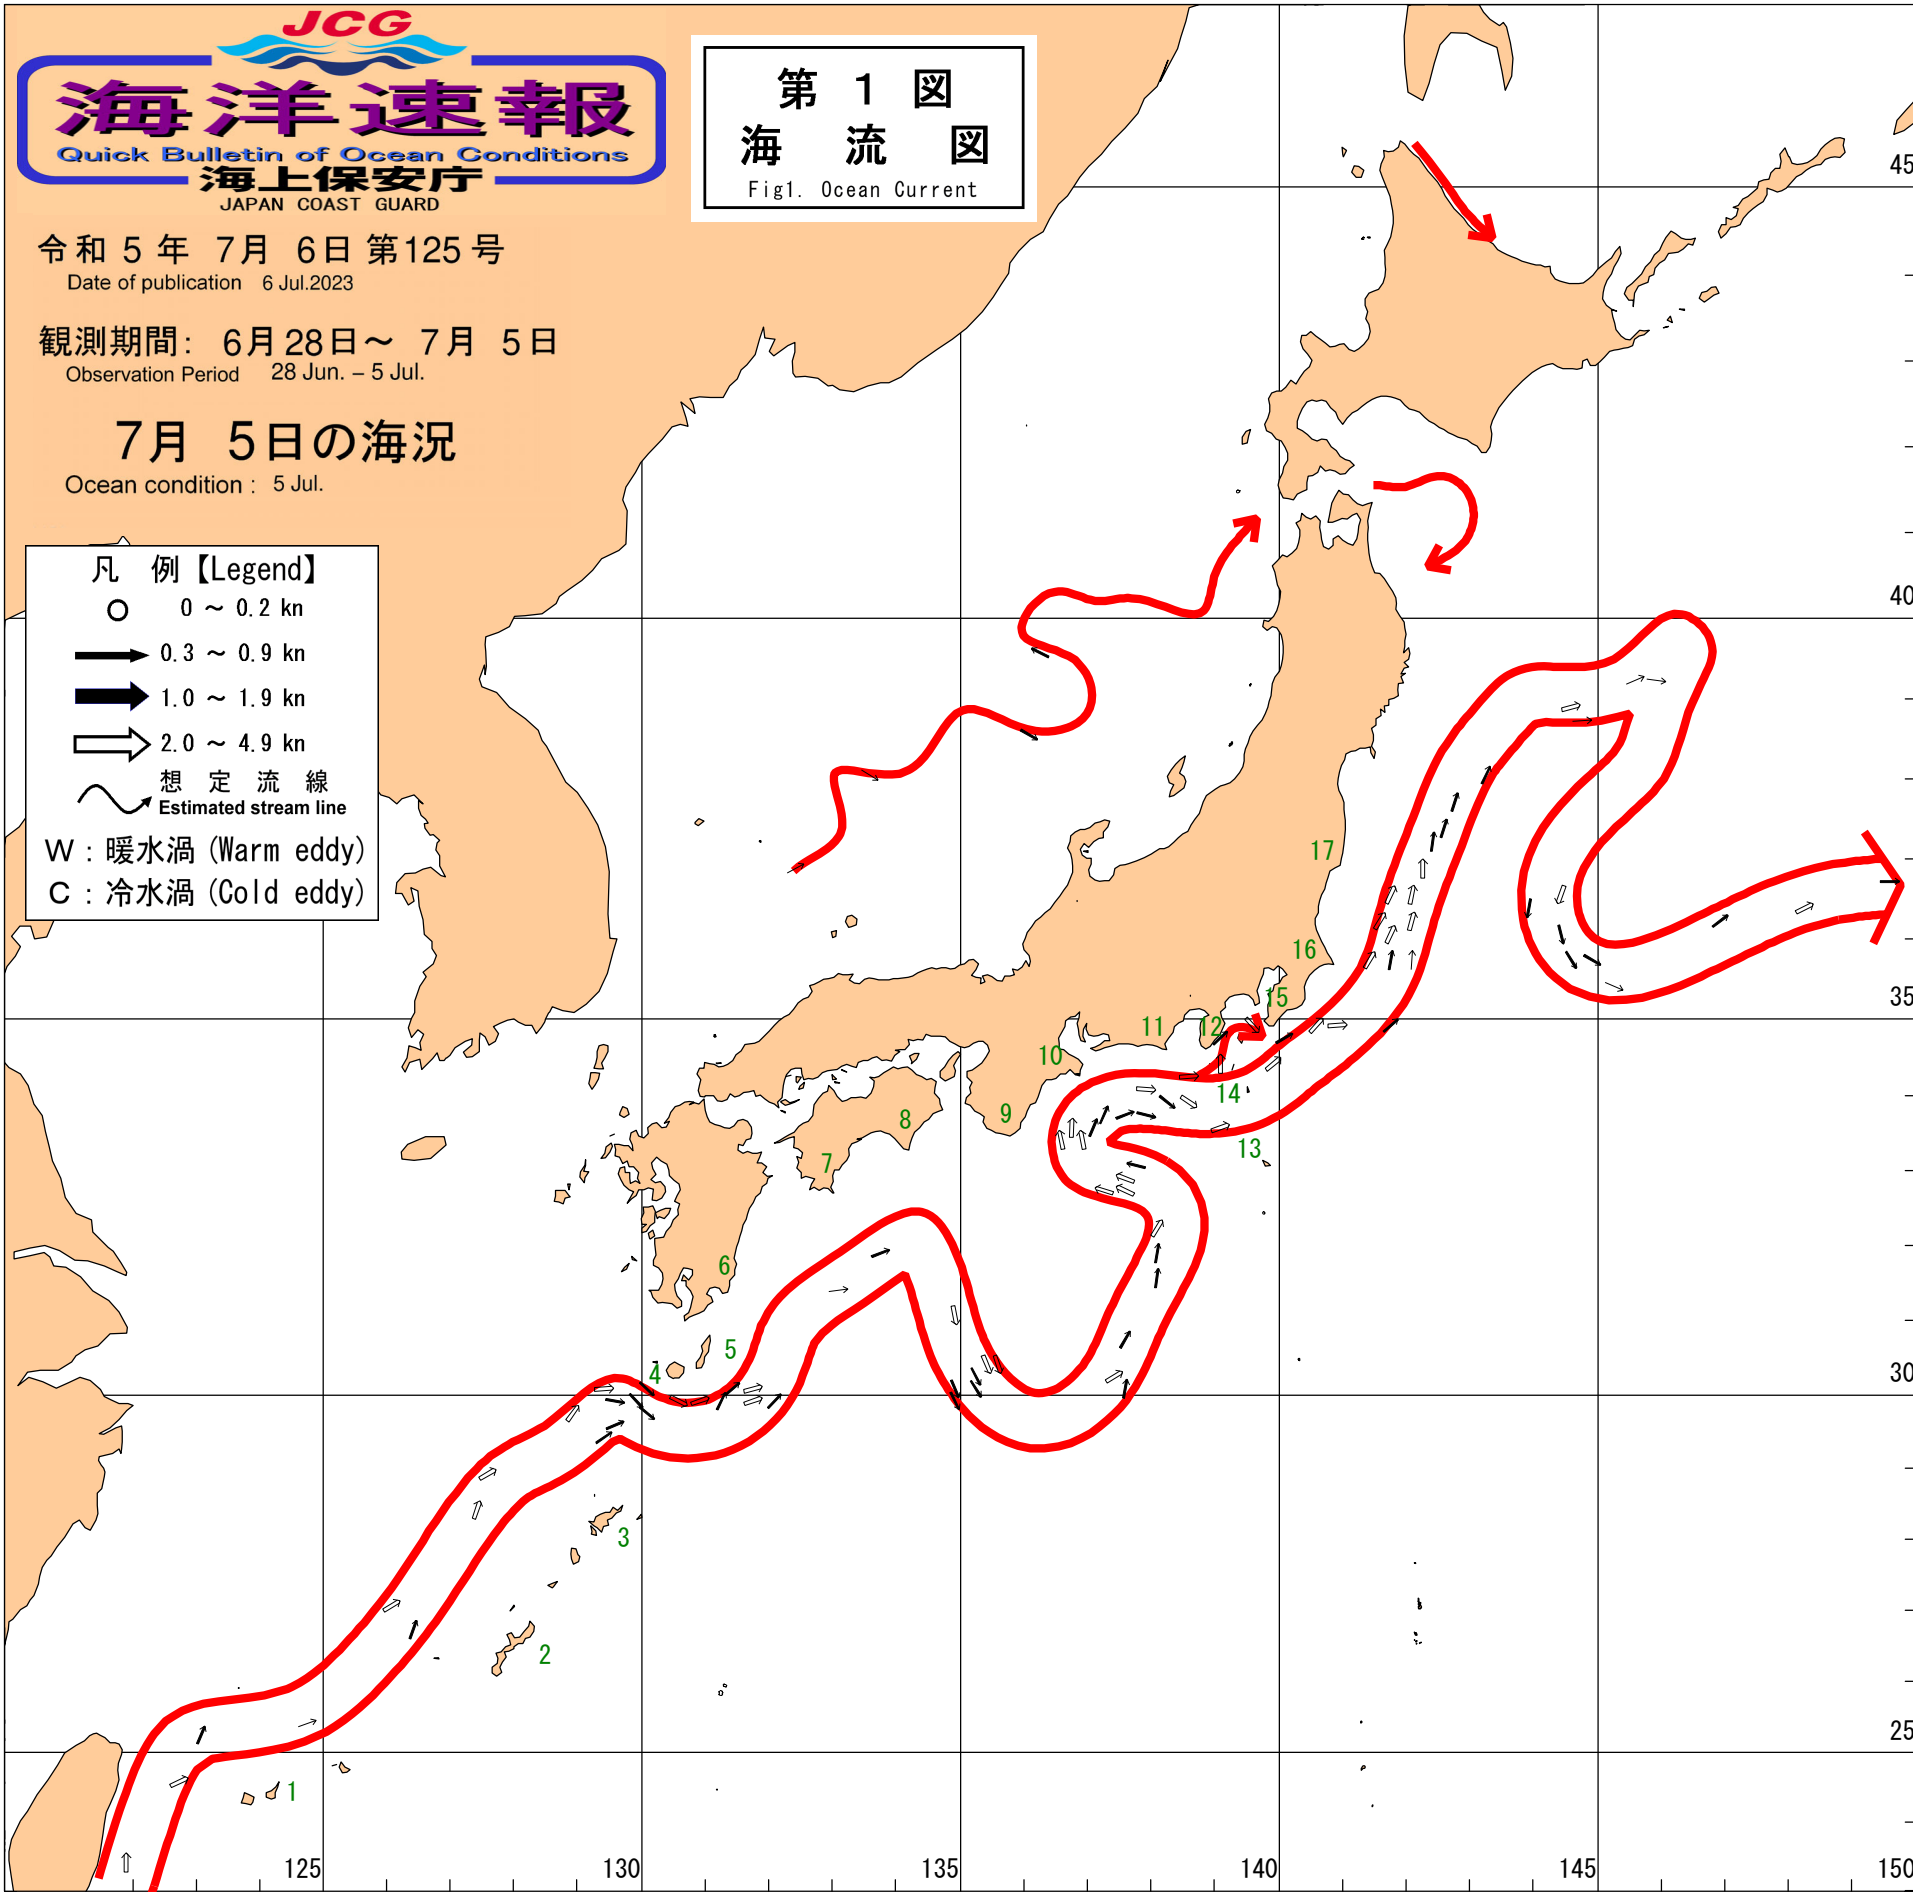 JCG
海洋速報
Quick Bulletin of Ocean Conditions
海上保安庁
JAPAN COAST GUARD
令和 5 年 7月 6日 第125号
Date of publication 6 Jul.2023
観測期間: 6月28日～ 7月 5日
Observation Period 28 Jun. – 5 Jul.
7月 5日の海況
Ocean condition : 5 Jul.
第 1 図
海 流 図
Fig1. Ocean Current
凡 例【Legend】
0 ～ 0.2 kn
0.3 ～ 0.9 kn
1.0 ～ 1.9 kn
2.0 ～ 4.9 kn
想 定 流 線
Estimated stream line
W : 暖水渦 (Warm eddy)
C : 冷水渦 (Cold eddy)
45
40
17
16
35
15
12
11
10
14
9
8
13
7
6
5
4
30
3
2
25
1
125
130
135
140
145
150